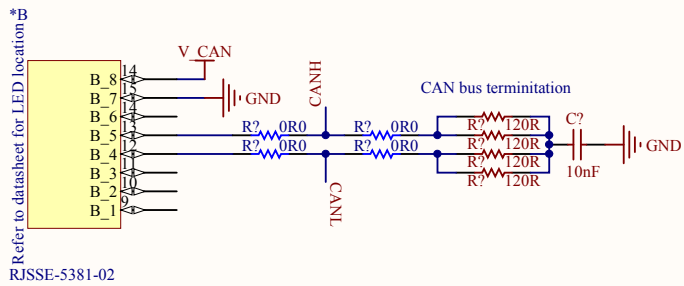 *B
Refer to datasheet for LED location
V_CAN
B_8 14
B_7 15
GND
B_6 14
B_5 13
B_4 12
B_3 11
B_2 10
B_1 9
CANH
CANL
R? 0R0 R? 0R0
R? 0R0 R? 0R0
CAN bus terminitation
R? 120R
R? 120R
R? 120R
R? 120R
C?
10nF
GND
RJSSE-5381-02